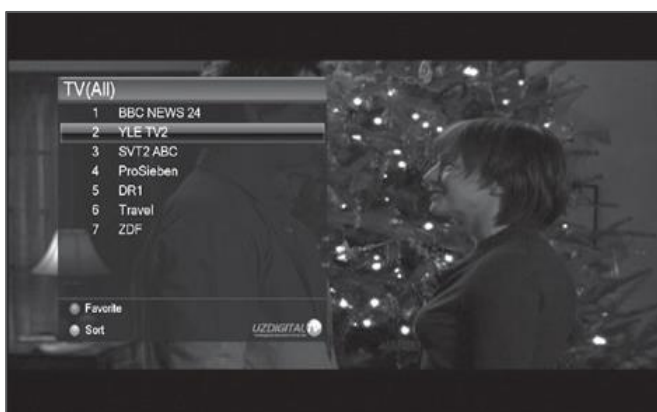 TV(All)
1 BBC NEWS 24
2 YLE TV2
3 SVT2 ABC
4 ProSieben
5 DR1
6 Travel
7 ZDF
Favorite
Sort
UZDIGITAL TV